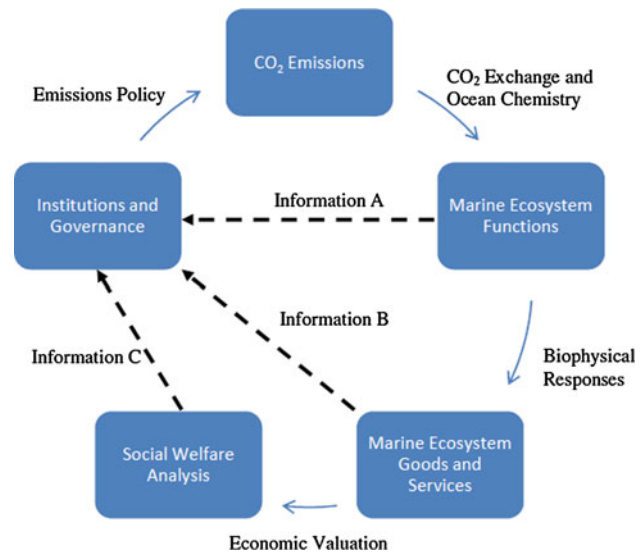 CO₂ Emissions
Emissions Policy
CO₂ Exchange and
Ocean Chemistry
Institutions and
Governance
Information A
Marine Ecosystem
Functions
Information B
Information C
Biophysical
Responses
Social Welfare
Analysis
Marine Ecosystem
Goods and
Services
Economic Valuation